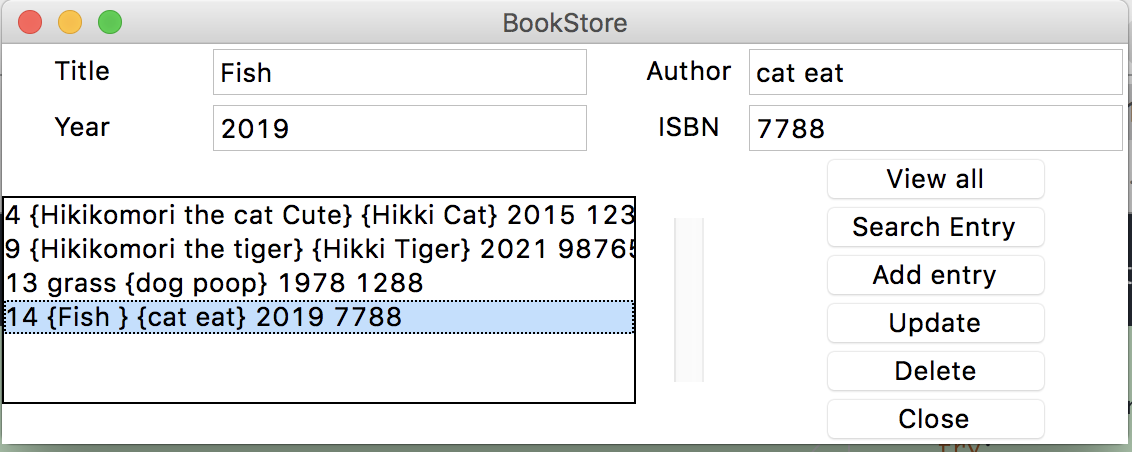 BookStore
Title Fish Author cat eat
Year 2019 ISBN 7788
View all
4 {Hikikomori the cat Cute} {Hikki Cat} 2015 123
Search Entry
9 {Hikikomori the tiger} {Hikki Tiger} 2021 98765
Add entry
13 grass {dog poop} 1978 1288
14 {Fish } {cat eat} 2019 7788
Update
Delete
Close